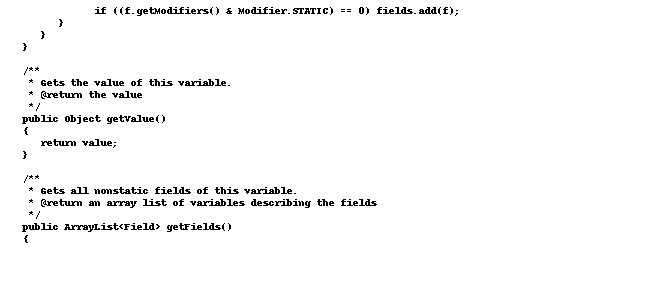 if ((f.getModifiers() & Modifier.STATIC) == 0) fields.add(f);
}
}
}
/**
* Gets the value of this variable.
* @return the value
*/
public Object getValue()
{
return value;
}
/**
* Gets all nonstatic fields of this variable.
* @return an array list of variables describing the fields
*/
public ArrayList<Field> getFields()
{